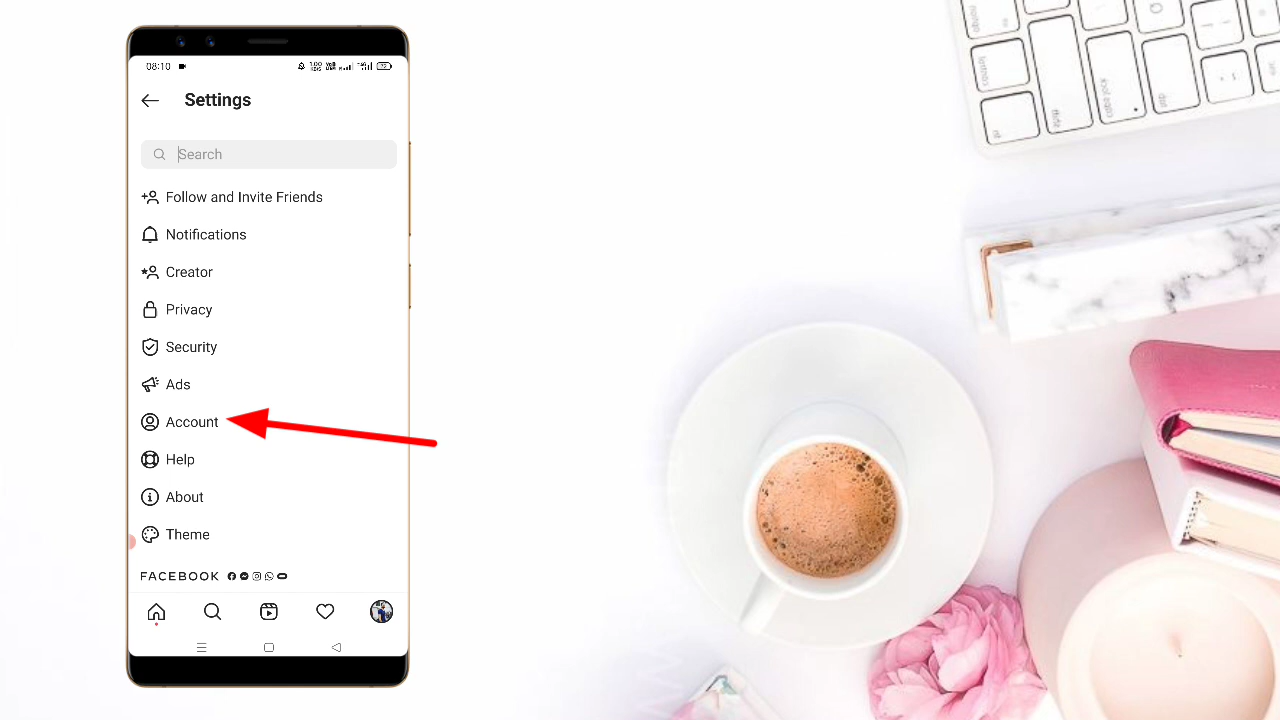 08:10
Settings
Search
Follow and Invite Friends
Notifications
Creator
Privacy
Security
Ads
Account
Help
About
Theme
FACEBOOK